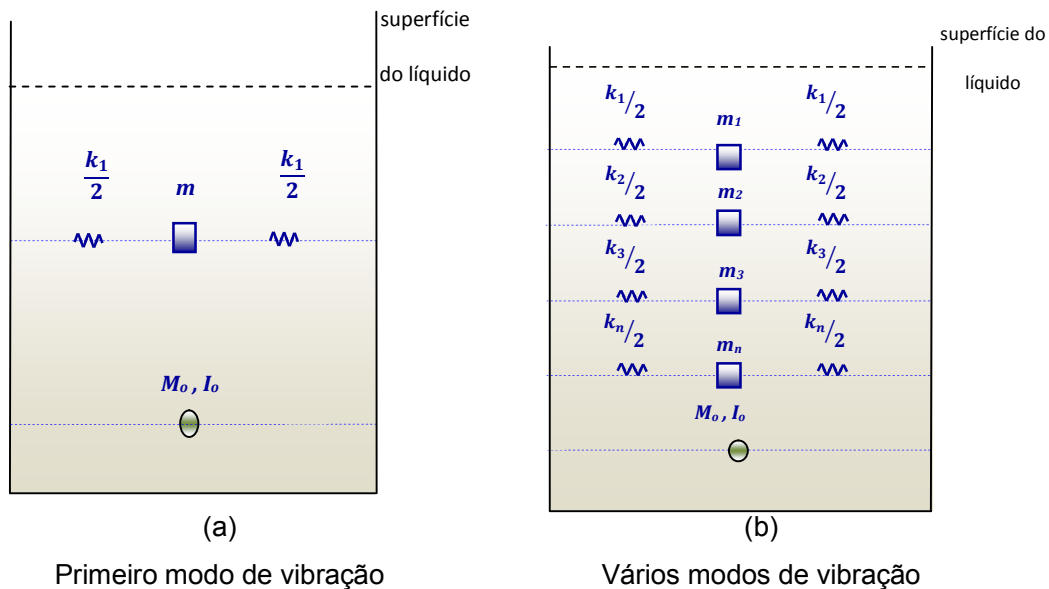 superfície
do líquido
k₁/2 k₁/2
m
Mₒ , Iₒ
(a)
Primeiro modo de vibração
superfície do
líquido
k₁/2 m₁ k₁/2
k₂/2 m₂ k₂/2
k₃/2 m₃ k₃/2
kₙ/2 mₙ kₙ/2
Mₒ , Iₒ
(b)
Vários modos de vibração